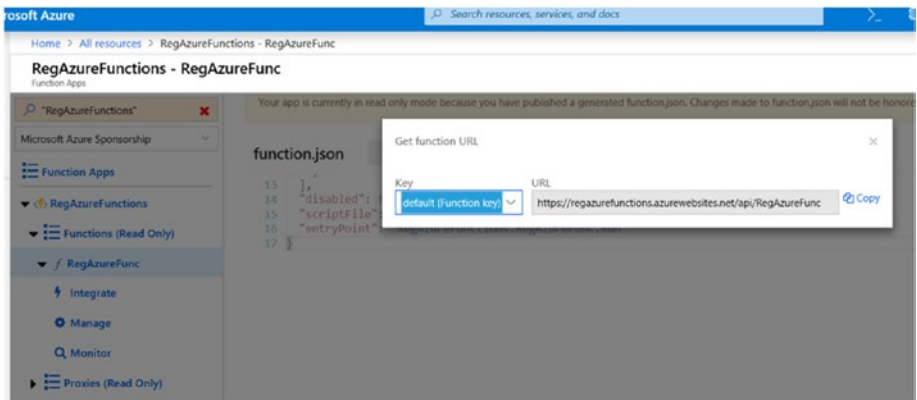 rosoft Azure
Search resources, services, and docs
Home > All resources > RegAzureFunctions - RegAzureFunc
RegAzureFunctions - RegAzureFunc
Function Apps
"RegAzureFunctions"
Microsoft Azure Sponsorship
Function Apps
RegAzureFunctions
Functions (Read Only)
RegAzureFunc
Integrate
Manage
Monitor
Proxies (Read Only)
Your app is currently in read only mode because you have published a generated function.json. Changes made to function.json will not be honore
function.json
13 ],
14 "disabled":
15 "scriptFile"
16 "entryPoint": "RegAzureFunctions.RegAzureFunc.Run"
17 }
Get function URL
Key
default (Function key)
URL
https://regazurefunctions.azurewebsites.net/api/RegAzureFunc
Copy